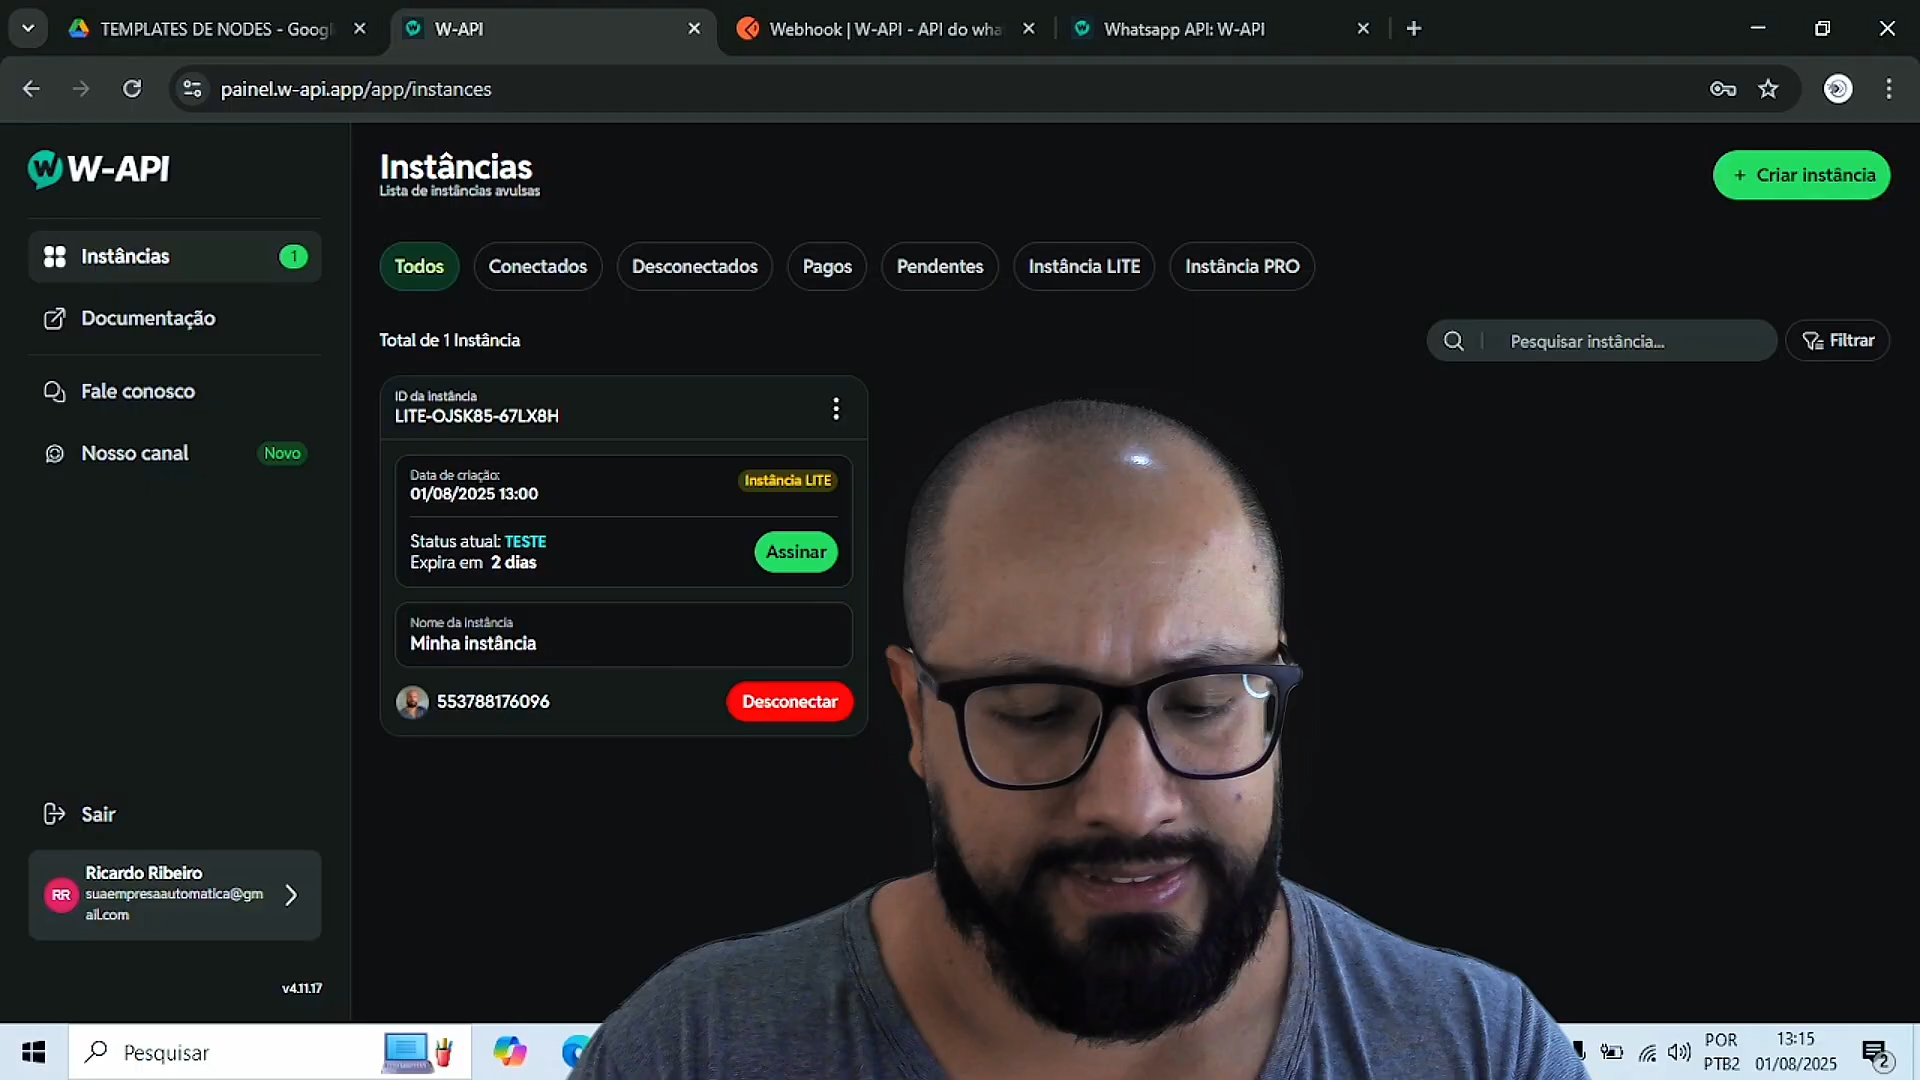 TEMPLATES DE NODES - Googl
W-API
Webhook | W-API - API do wha
Whatsapp API: W-API
painel.w-api.app/app/instances
W-API
Instâncias
1
Documentação
Fale conosco
Nosso canal
Novo
Sair
RR
Ricardo Ribeiro
suaempresaautomatica@gm
ail.com
v4.11.17
Instâncias
Lista de instâncias avulsas
+ Criar instância
Todos
Conectados
Desconectados
Pagos
Pendentes
Instância LITE
Instância PRO
Total de 1 Instância
Pesquisar instância...
Filtrar
ID da Instância
LITE-OJSK85-67LX8H
Data de criação:
01/08/2025 13:00
Instância LITE
Status atual: TESTE
Expira em 2 dias
Assinar
Nome da Instância
Minha instância
553788176096
Desconectar
Pesquisar
POR
PTB2
13:15
01/08/2025
2